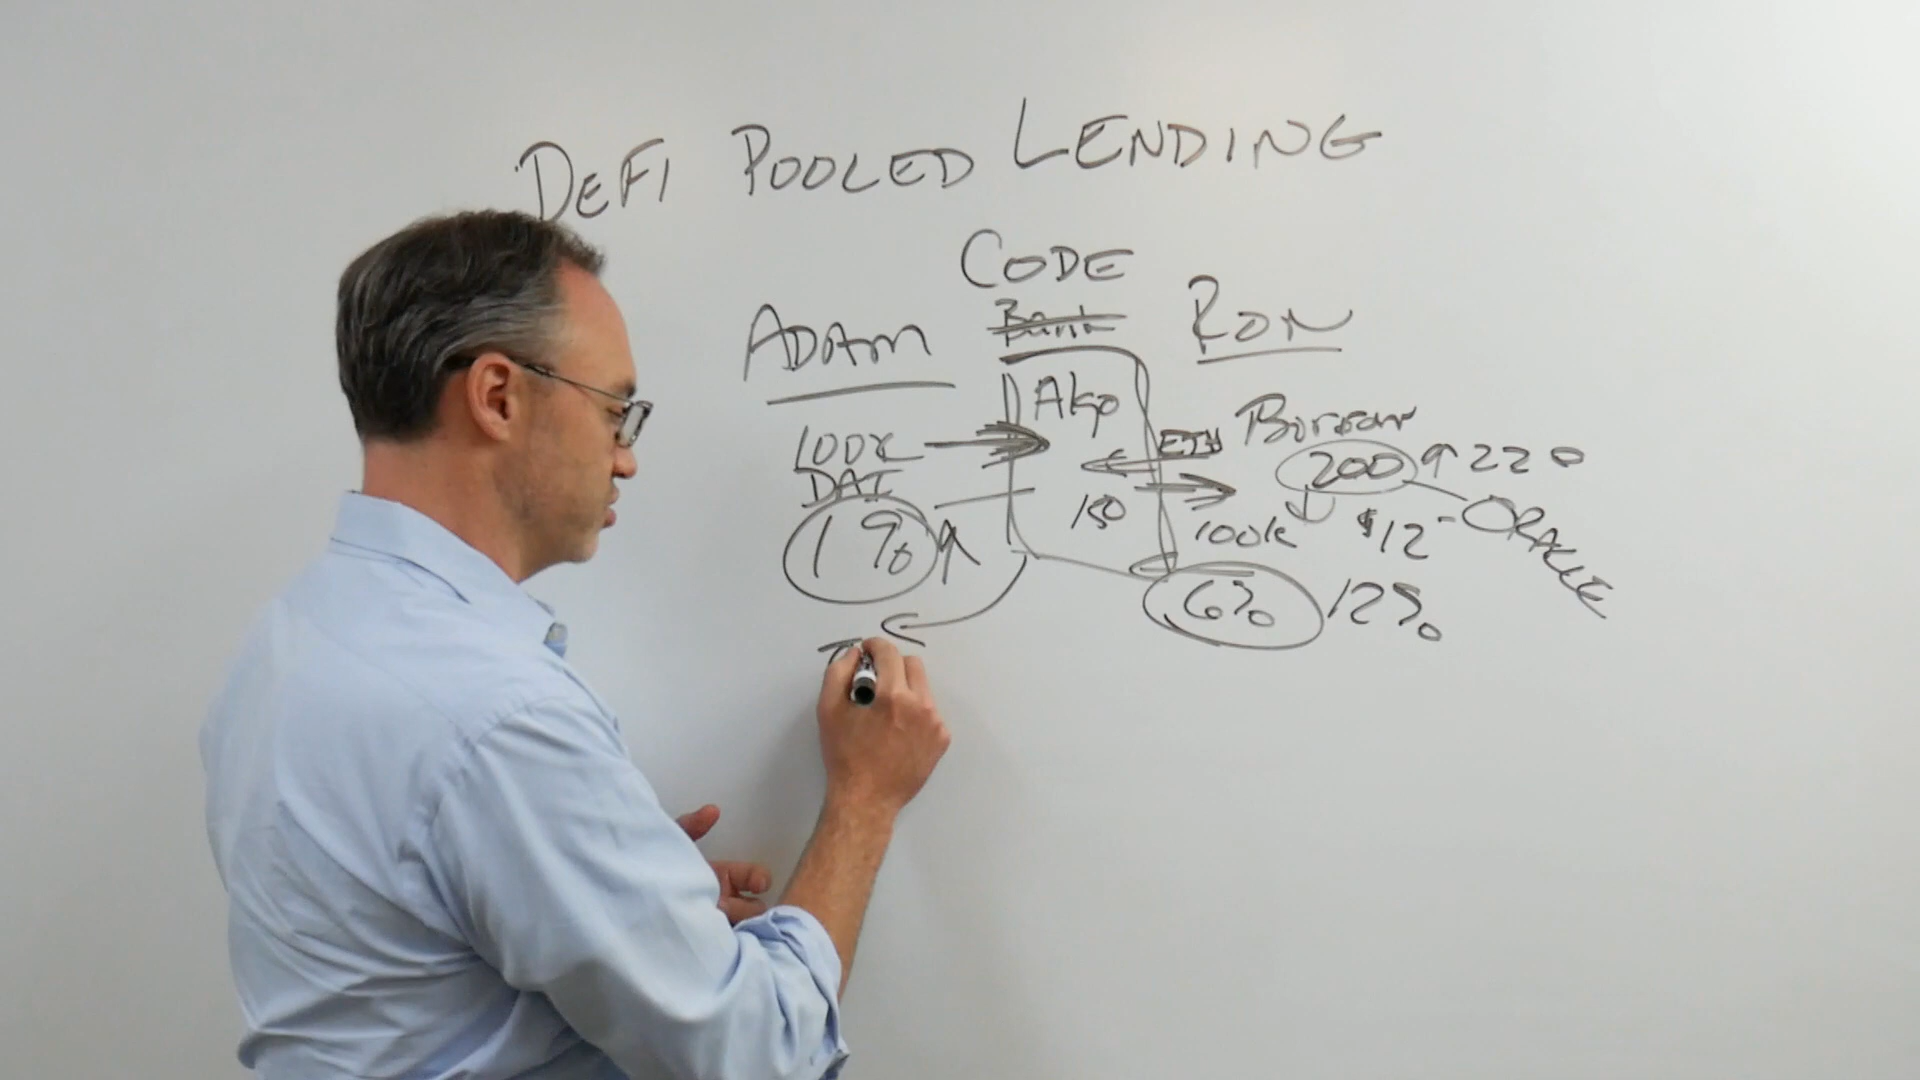 DEFI POOLED LENDING
CODE
Bank
ADAM
RON
Algo
100K
DAI
ETH
Borrow
200 220
150
100k
$12
ORACLE
1%
6%
12%